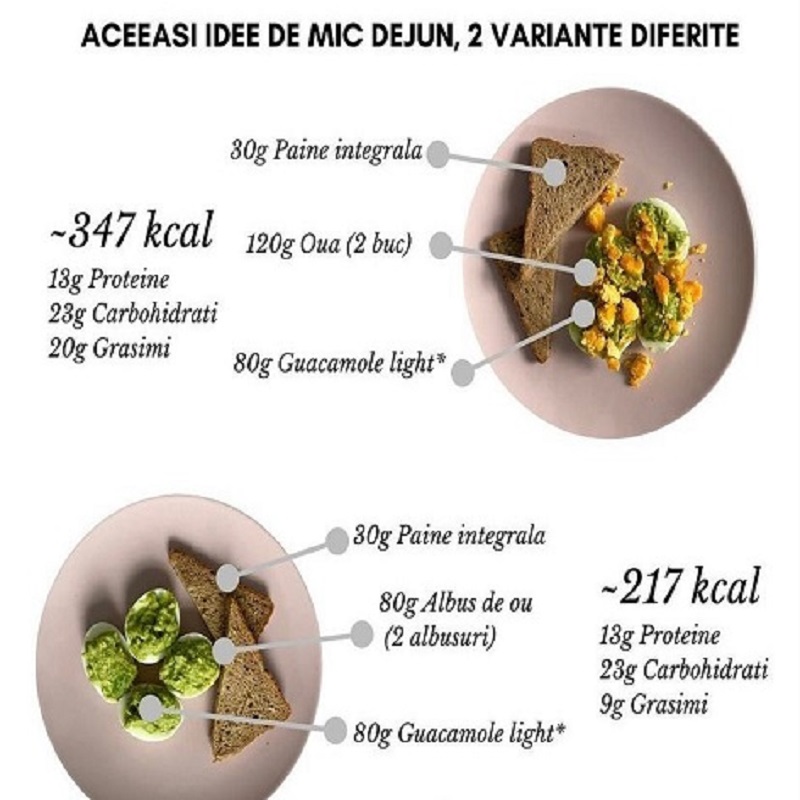 ACEEASI IDEE DE MIC DEJUN, 2 VARIANTE DIFERITE
30g Paine integrala
~347 kcal
120g Oua (2 buc)
13g Proteine
23g Carbohidrati
20g Grasimi
80g Guacamole light*
30g Paine integrala
80g Albus de ou
(2 albusuri)
~217 kcal
13g Proteine
23g Carbohidrati
9g Grasimi
80g Guacamole light*